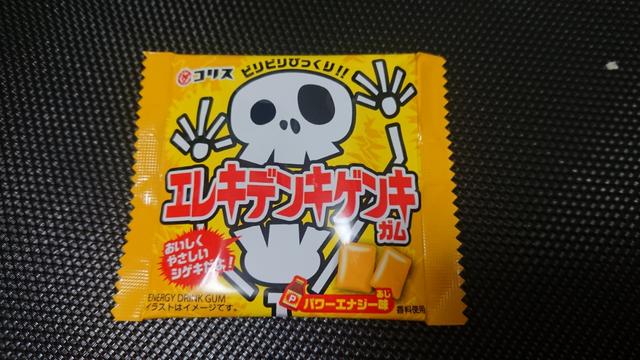 コリス
ビリビリびっくり!!
エレキデンキゲンキ
ガム
おいしく
やさしい
シゲキだよ!
ENERGY DRINK GUM
イラストはイメージです。
P
あじ
パワーエナジー味
香料使用